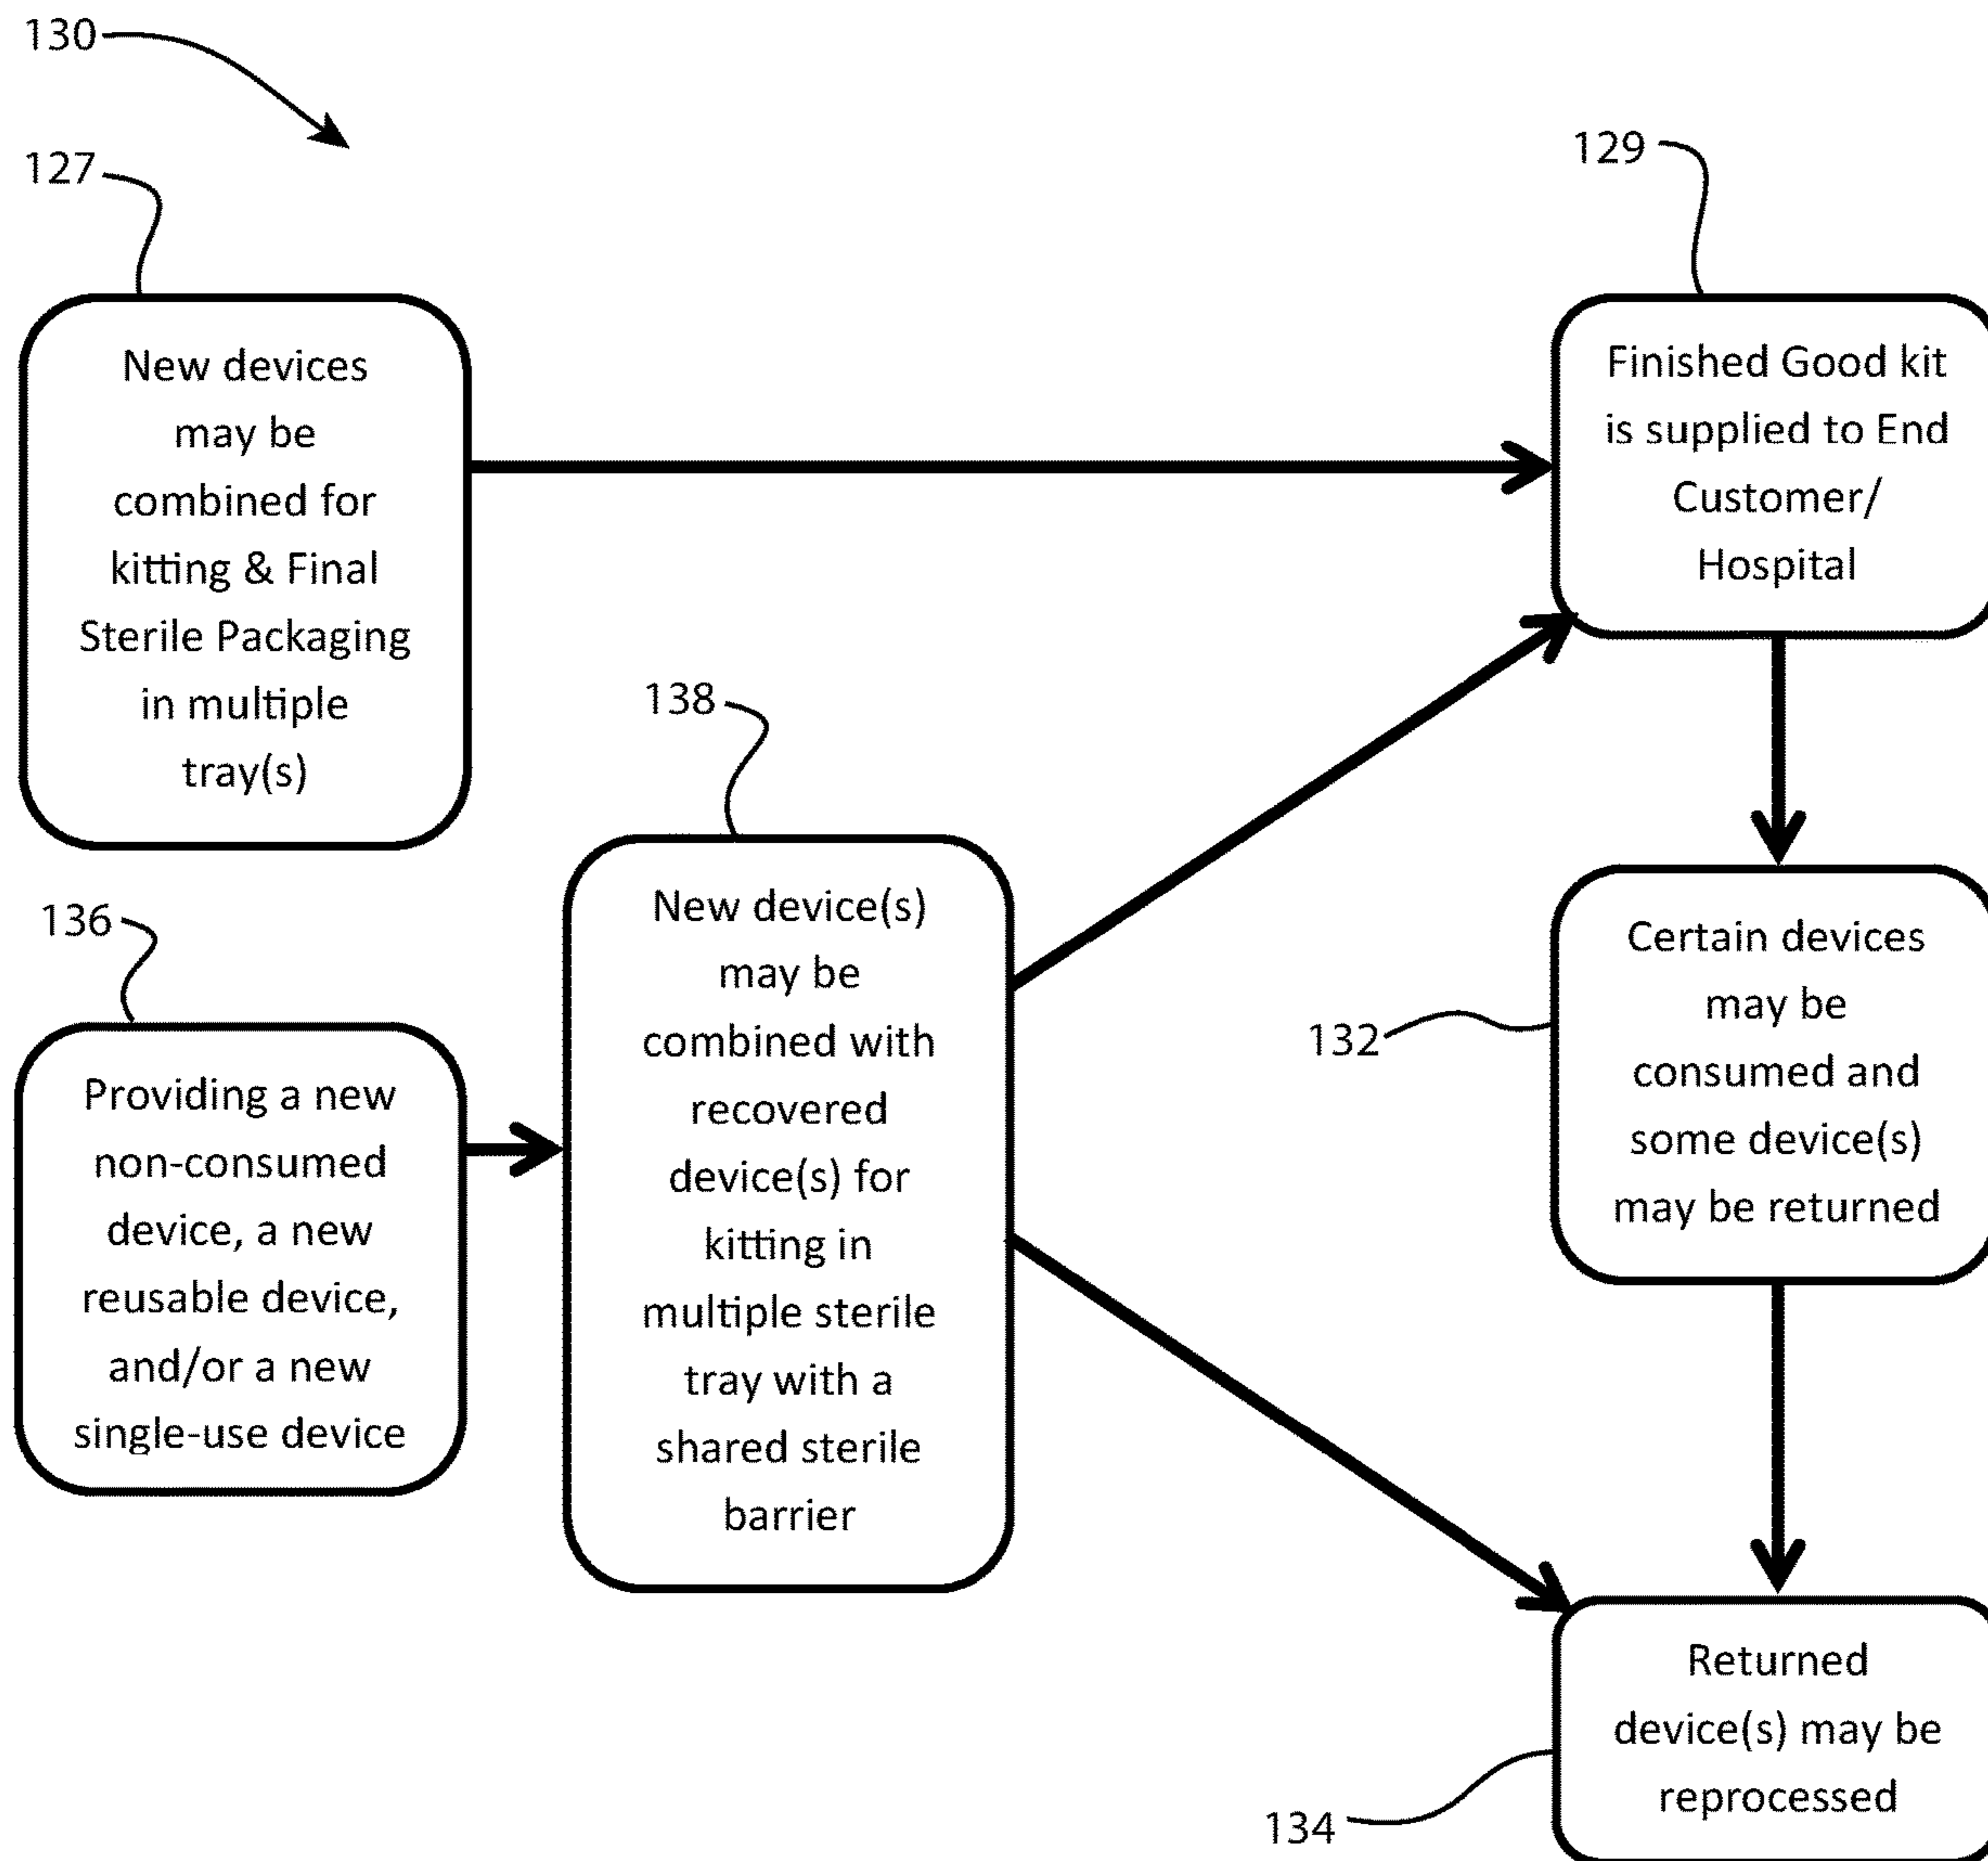 130
127
New devices
may be
combined for
kitting & Final
Sterile Packaging
in multiple
tray(s)
129
Finished Good kit
is supplied to End
Customer/
Hospital
138
New device(s)
may be
combined with
recovered
device(s) for
kitting in
multiple sterile
tray with a
shared sterile
barrier
136
Providing a new
non-consumed
device, a new
reusable device,
and/or a new
single-use device
132
Certain devices
may be
consumed and
some device(s)
may be returned
134
Returned
device(s) may be
reprocessed